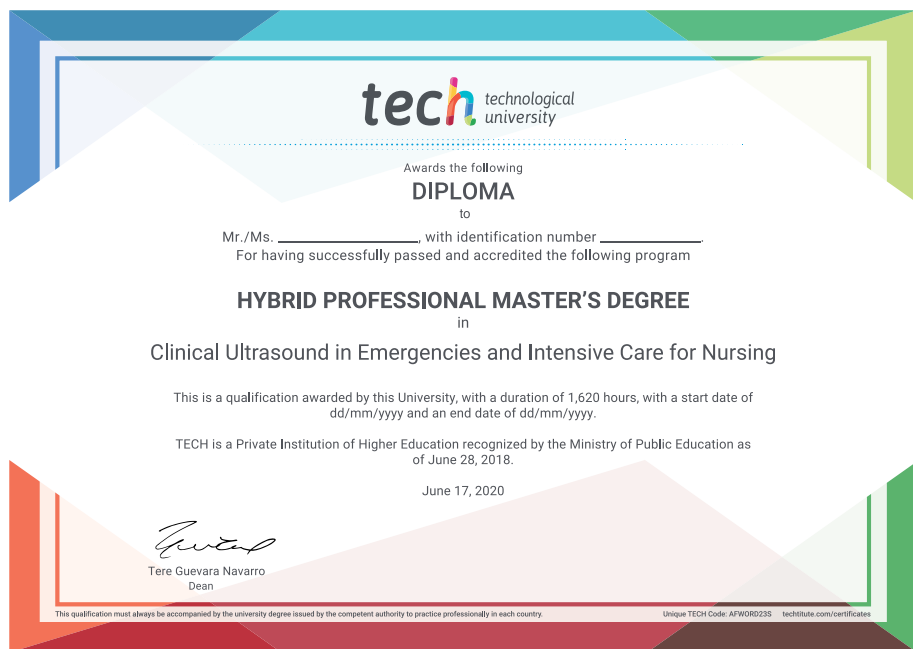 tech technological
university
Awards the following
DIPLOMA
to
Mr./Ms. ____________________, with identification number ______________.
For having successfully passed and accredited the following program
HYBRID PROFESSIONAL MASTER'S DEGREE
in
Clinical Ultrasound in Emergencies and Intensive Care for Nursing
This is a qualification awarded by this University, with a duration of 1,620 hours, with a start date of
dd/mm/yyyy and an end date of dd/mm/yyyy.
TECH is a Private Institution of Higher Education recognized by the Ministry of Public Education as
of June 28, 2018.
June 17, 2020
Tere Guevara Navarro
Dean
This qualification must always be accompanied by the university degree issued by the competent authority to practice professionally in each country.
Unique TECH Code: AFWORD23S techtitute.com/certificates